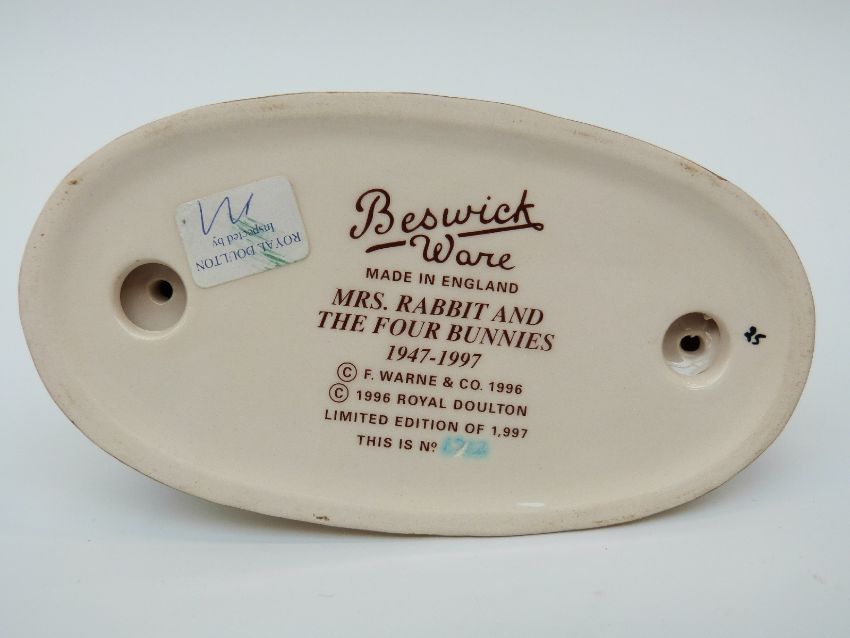 Beswick
Ware
MADE IN ENGLAND
MRS. RABBIT AND
THE FOUR BUNNIES
1947-1997
© F. WARNE & CO. 1996
© 1996 ROYAL DOULTON
LIMITED EDITION OF 1,997
THIS IS Nº
ROYAL DOULTON
Inspected by